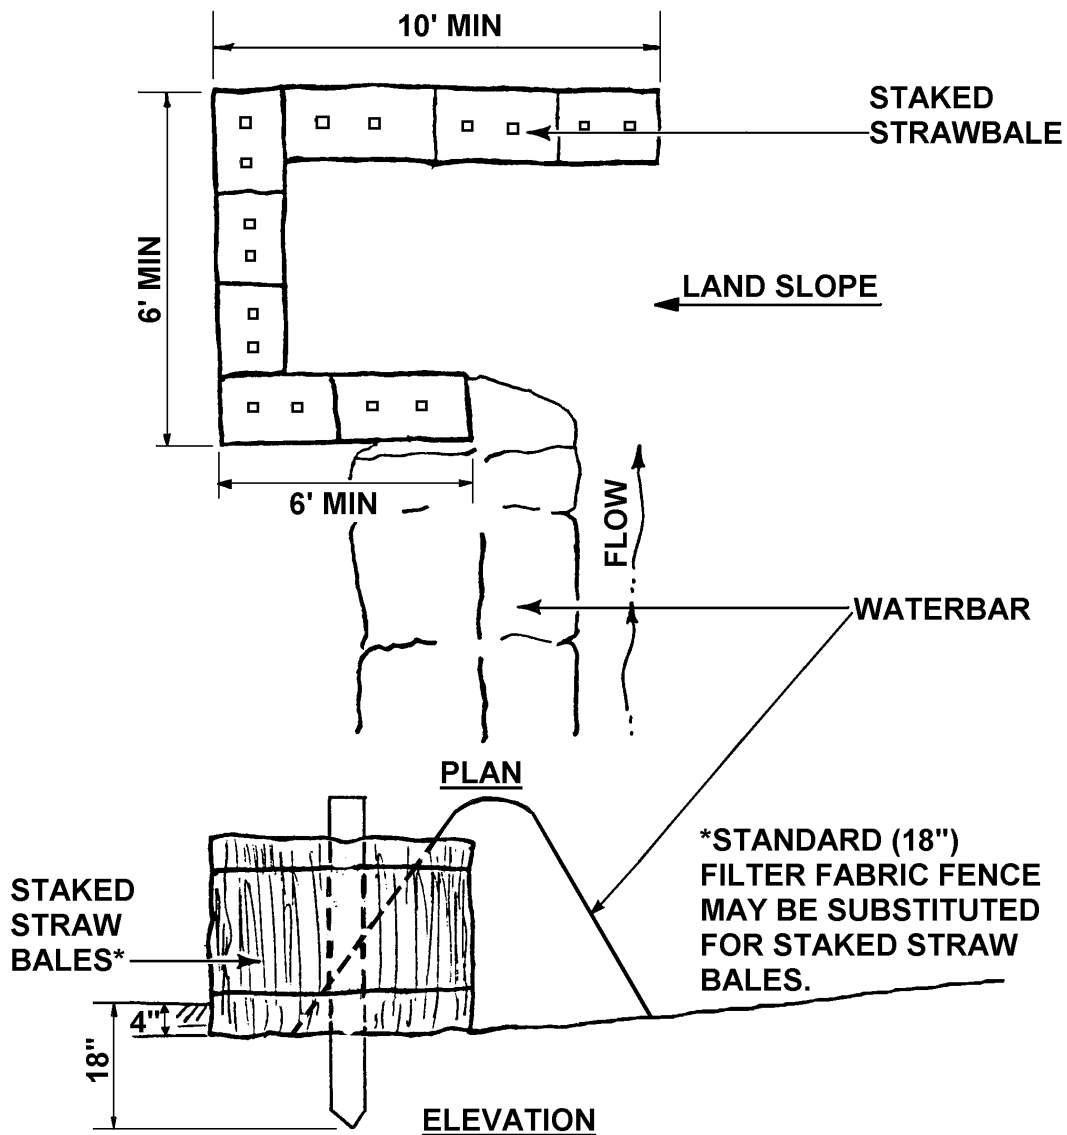 10' MIN
STAKED
STRAWBALE
6' MIN
LAND SLOPE
6' MIN
FLOW
WATERBAR
PLAN
*STANDARD (18")
FILTER FABRIC FENCE
MAY BE SUBSTITUTED
FOR STAKED STRAW
BALES.
STAKED
STRAW
BALES*
4"
18"
ELEVATION